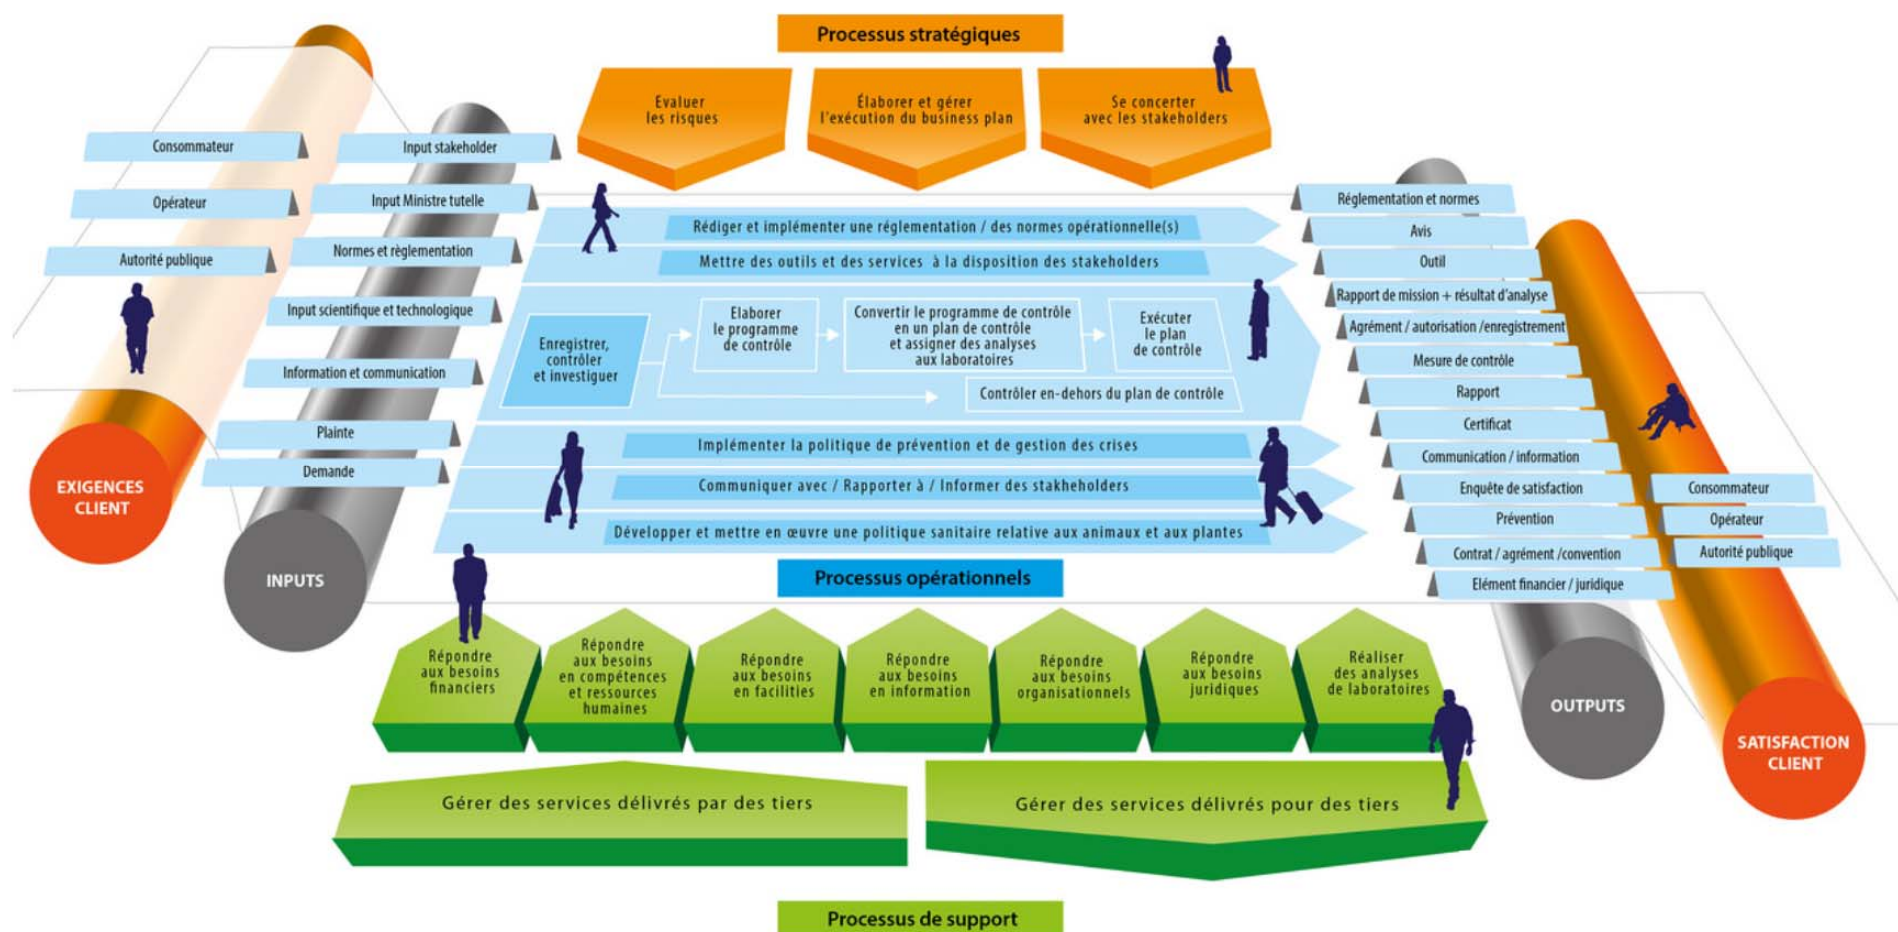 Processus stratégiques
Evaluer
les risques
Élaborer et gérer
l'exécution du business plan
Se concerter
avec les stakeholders
Consommateur
Opérateur
Autorité publique
EXIGENCES
CLIENT
Input stakeholder
Input Ministre tutelle
Normes et règlementation
Input scientifique et technologique
Information et communication
Plainte
Demande
INPUTS
Rédiger et implémenter une réglementation / des normes opérationnelle(s)
Mettre des outils et des services à la disposition des stakeholders
Enregistrer,
contrôler
et investiguer
Elaborer
le programme
de contrôle
Convertir le programme de contrôle
en un plan de contrôle
et assigner des analyses
aux laboratoires
Exécuter
le plan
de contrôle
Contrôler en-dehors du plan de contrôle
Implémenter la politique de prévention et de gestion des crises
Communiquer avec / Rapporter à / Informer des stakheholders
Développer et mettre en œuvre une politique sanitaire relative aux animaux et aux plantes
Processus opérationnels
Réglementation et normes
Avis
Outil
Rapport de mission + résultat d'analyse
Agrément / autorisation /enregistrement
Mesure de contrôle
Rapport
Certificat
Communication / information
Enquête de satisfaction
Prévention
Contrat / agrément /convention
Elément financier / juridique
OUTPUTS
Consommateur
Opérateur
Autorité publique
SATISFACTION
CLIENT
Répondre
aux besoins
financiers
Répondre
aux besoins
en compétences
et ressources
humaines
Répondre
aux besoins
en facilities
Répondre
aux besoins
en information
Répondre
aux besoins
organisationnels
Répondre
aux besoins
juridiques
Réaliser
des analyses
de laboratoires
Gérer des services délivrés par des tiers
Gérer des services délivrés pour des tiers
Processus de support